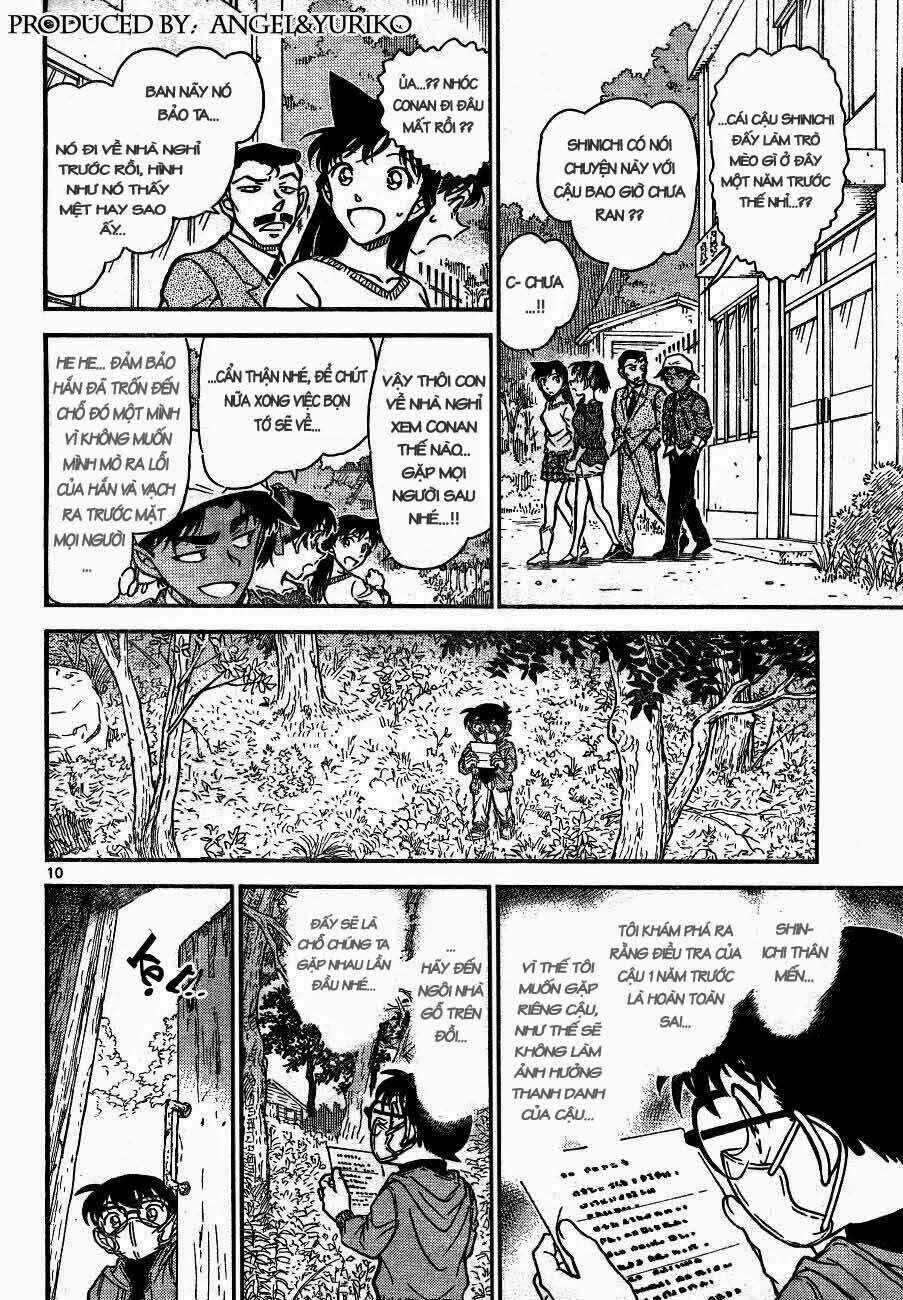 PRODUCED BY: ANGEL&YURIKO
...CÁI CẬU SHINICHI
ĐẤY LÀM TRÒ
MÈO GÌ Ở ĐÂY
MỘT NĂM TRƯỚC
THẾ NHỈ...??
SHINICHI CÓ NÓI
CHUYỆN NÀY VỚI
CẬU BAO GIỜ CHƯA
RAN ??
C- CHƯA
...!!
ỦA...?? NHÓC
CONAN ĐI ĐÂU
MẤT RỒI ??
BAN NÃY NÓ
BẢO TA...
NÓ ĐI VỀ NHÀ NGHỈ
TRƯỚC RỒI, HÌNH
NHƯ NÓ THẤY
MỆT HAY SAO
ẤY...
VẬY THÔI CON
VỀ NHÀ NGHỈ
XEM CONAN
THẾ NÀO...
GẶP MỌI
NGƯỜI SAU
NHÉ...!!
...CẨN THẬN NHÉ, ĐỂ CHÚT
NỮA XONG VIỆC BỌN
TỚ SẼ VỀ...
HE HE... ĐẢM BẢO
HẮN ĐÃ TRỐN ĐẾN
CHỖ ĐÓ MỘT MÌNH
VÌ KHÔNG MUỐN
MÌNH MÒ RA LỖI
CỦA HẮN VÀ VẠCH
RA TRƯỚC MẶT
MỌI NGƯỜI
...
10
SHIN-
ICHI THÂN
MẾN...
TÔI KHÁM PHÁ RA
RẰNG ĐIỀU TRA CỦA
CẬU 1 NĂM TRƯỚC
LÀ HOÀN TOÀN
SAI...
VÌ THẾ TÔI
MUỐN GẶP
RIÊNG CẬU,
NHƯ THẾ SẼ
KHÔNG LÀM
ẢNH HƯỞNG
THANH DANH
CỦA CẬU...
...
HÃY ĐẾN
NGÔI NHÀ
GỖ TRÊN
ĐỒI...
ĐẤY SẼ LÀ
CHỖ CHÚNG TA
GẶP NHAU LẦN
ĐẦU NHÉ...